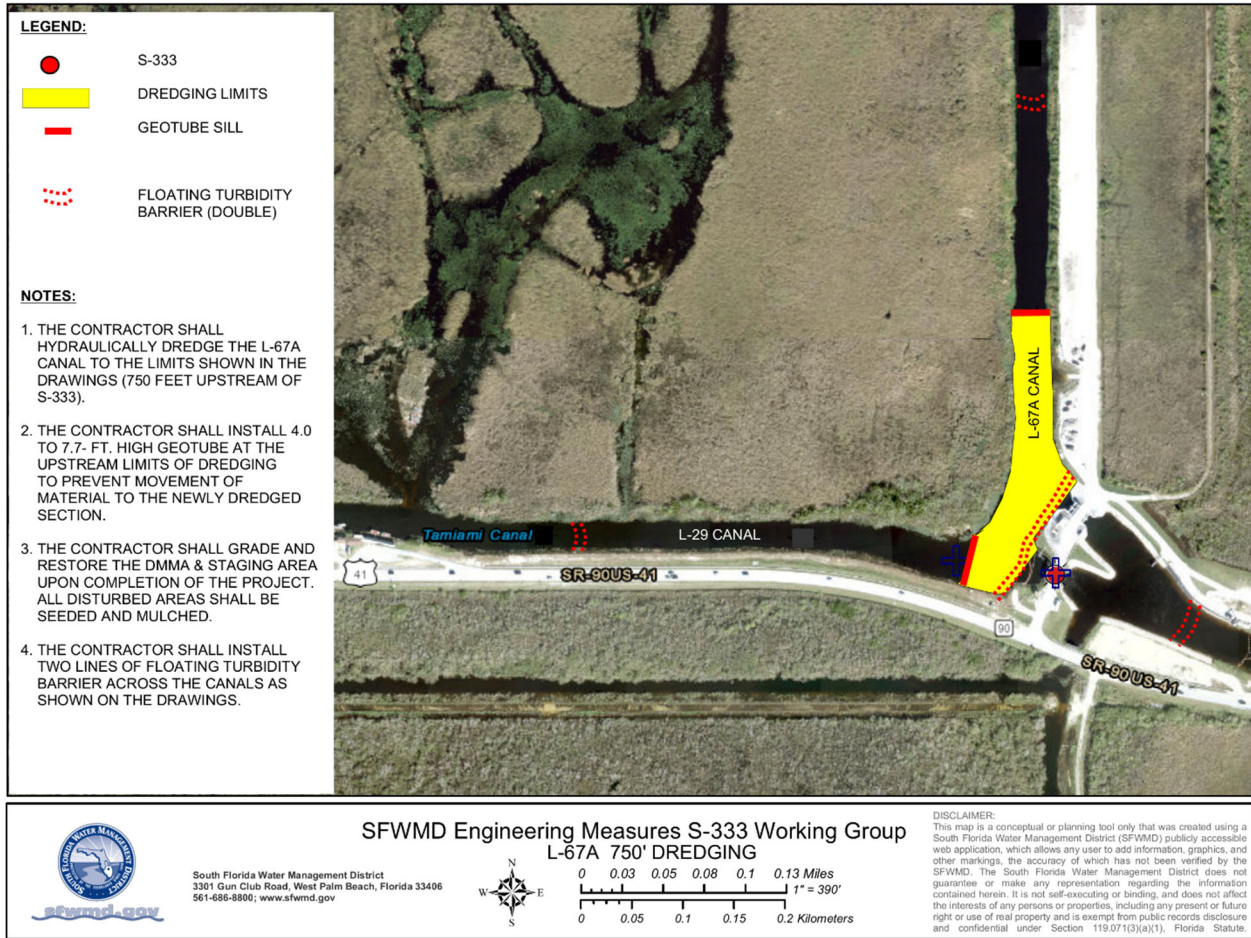 LEGEND:
S-333
DREDGING LIMITS
GEOTUBE SILL
FLOATING TURBIDITY
BARRIER (DOUBLE)
NOTES:
1. THE CONTRACTOR SHALL
HYDRAULICALLY DREDGE THE L-67A
CANAL TO THE LIMITS SHOWN IN THE
DRAWINGS (750 FEET UPSTREAM OF
S-333).
2. THE CONTRACTOR SHALL INSTALL 4.0
TO 7.7- FT. HIGH GEOTUBE AT THE
UPSTREAM LIMITS OF DREDGING
TO PREVENT MOVEMENT OF
MATERIAL TO THE NEWLY DREDGED
SECTION.
3. THE CONTRACTOR SHALL GRADE AND
RESTORE THE DMMA & STAGING AREA
UPON COMPLETION OF THE PROJECT.
ALL DISTURBED AREAS SHALL BE
SEEDED AND MULCHED.
4. THE CONTRACTOR SHALL INSTALL
TWO LINES OF FLOATING TURBIDITY
BARRIER ACROSS THE CANALS AS
SHOWN ON THE DRAWINGS.
L-67A CANAL
Tamiami Canal
L-29 CANAL
41
SR-90US-41
90
SR-90 US-41
SOUTH FLORIDA WATER MANAGEMENT DISTRICT
sfwmd.gov
South Florida Water Management District
3301 Gun Club Road, West Palm Beach, Florida 33406
561-686-8800; www.sfwmd.gov
SFWMD Engineering Measures S-333 Working Group
L-67A 750' DREDGING
N
W E
S
0 0.03 0.05 0.08 0.1 0.13 Miles
1" = 390'
0 0.05 0.1 0.15 0.2 Kilometers
DISCLAIMER:
This map is a conceptual or planning tool only that was created using a
South Florida Water Management District (SFWMD) publicly accessible
web application, which allows any user to add information, graphics, and
other markings, the accuracy of which has not been verified by the
SFWMD. The South Florida Water Management District does not
guarantee or make any representation regarding the information
contained herein. It is not self-executing or binding, and does not affect
the interests of any persons or properties, including any present or future
right or use of real property and is exempt from public records disclosure
and confidential under Section 119.071(3)(a)(1), Florida Statute.